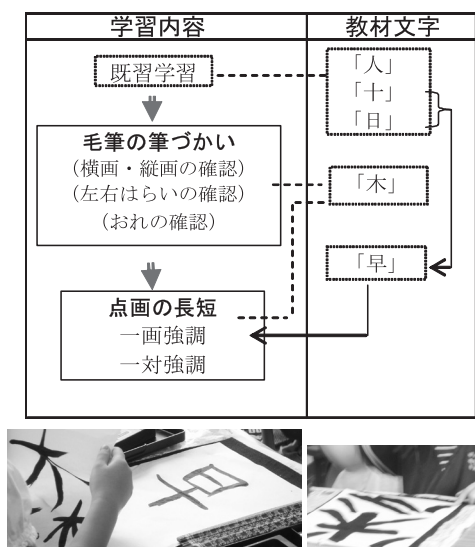 学習内容 教材文字
既習学習
「人」
「十」
「日」
毛筆の筆づかい
(横画・縦画の確認)
(左右はらいの確認)
(おれの確認)
「木」
「早」
点画の長短
一画強調
一対強調
早
木